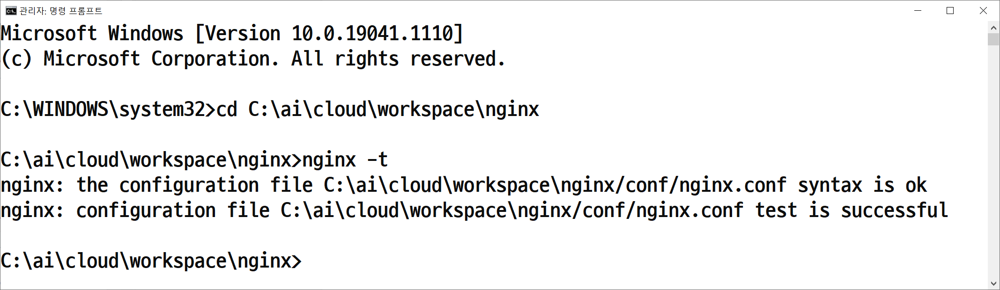 관리자: 명령 프롬프트
Microsoft Windows [Version 10.0.19041.1110]
(c) Microsoft Corporation. All rights reserved.
C:\WINDOWS\system32>cd C:\ai\cloud\workspace\nginx
C:\ai\cloud\workspace\nginx>nginx -t
nginx: the configuration file C:\ai\cloud\workspace\nginx/conf/nginx.conf syntax is ok
nginx: configuration file C:\ai\cloud\workspace\nginx/conf/nginx.conf test is successful
C:\ai\cloud\workspace\nginx>